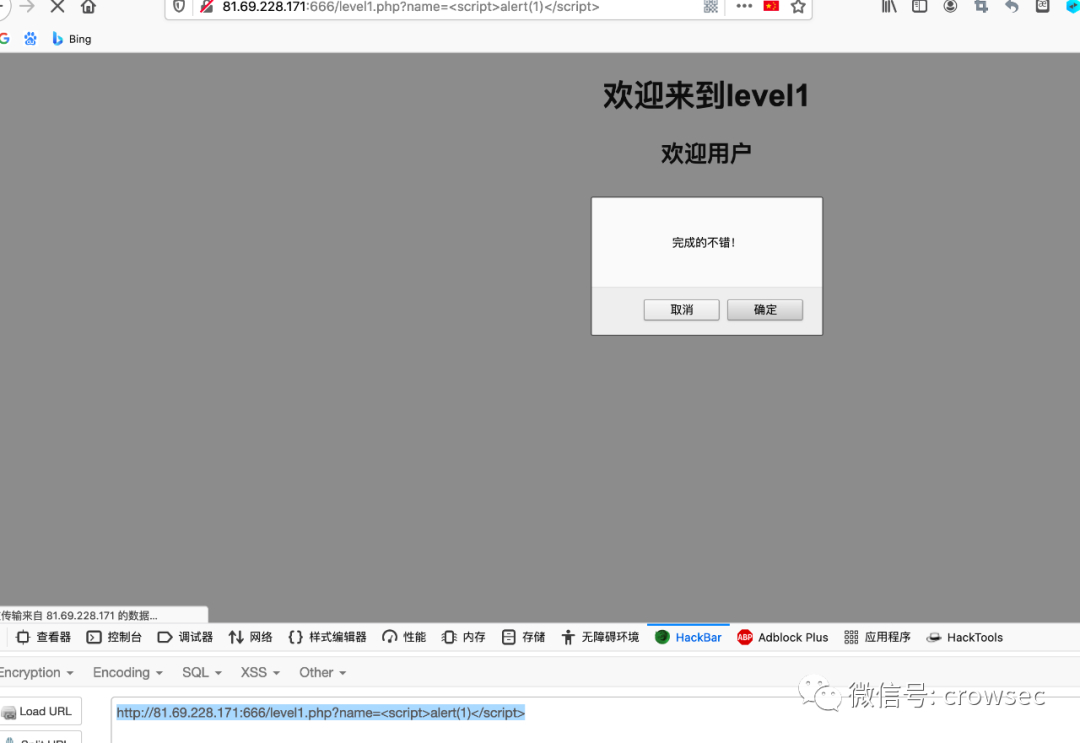 81.69.228.171:666/level1.php?name=<script>alert(1)</script>
Bing
欢迎来到level1
欢迎用户
完成的不错！
取消 确定
传输来自 81.69.228.171 的数据...
查看器 控制台 调试器 网络 {} 样式编辑器 性能 内存 存储 无障碍环境 HackBar ABP Adblock Plus 应用程序 HackTools
Encryption Encoding SQL XSS Other
Load URL http://81.69.228.171:666/level1.php?name=<script>alert(1)</script>
微信号: crowsec
Split URL